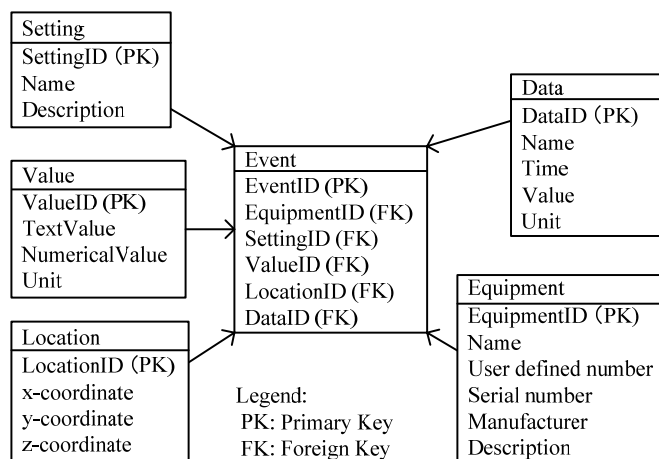 Setting
SettingID (PK)
Name
Description
Value
ValueID (PK)
TextValue
NumericalValue
Unit
Location
LocationID (PK)
x-coordinate
y-coordinate
z-coordinate
Event
EventID (PK)
EquipmentID (FK)
SettingID (FK)
ValueID (FK)
LocationID (FK)
DataID (FK)
Legend:
PK: Primary Key
FK: Foreign Key
Data
DataID (PK)
Name
Time
Value
Unit
Equipment
EquipmentID (PK)
Name
User defined number
Serial number
Manufacturer
Description